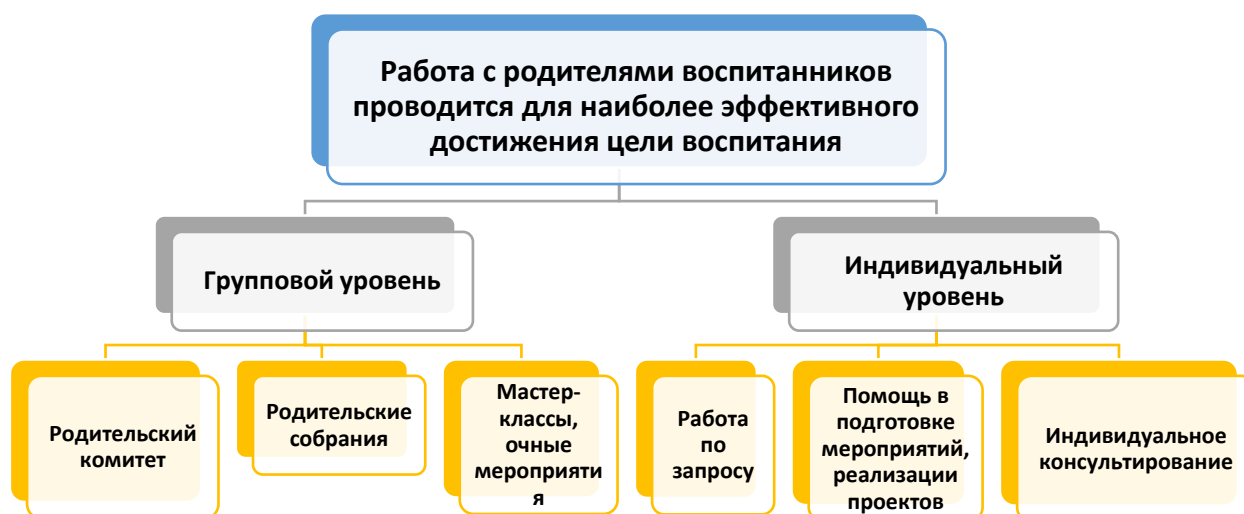 Работа с родителями воспитанников
проводится для наиболее эффективного
достижения цели воспитания
Групповой уровень
Индивидуальный
уровень
Родительский
комитет
Родительские
собрания
Мастер-
классы,
очные
мероприяти
я
Работа
по
запросу
Помощь в
подготовке
мероприятий,
реализации
проектов
Индивидуальное
консультирование